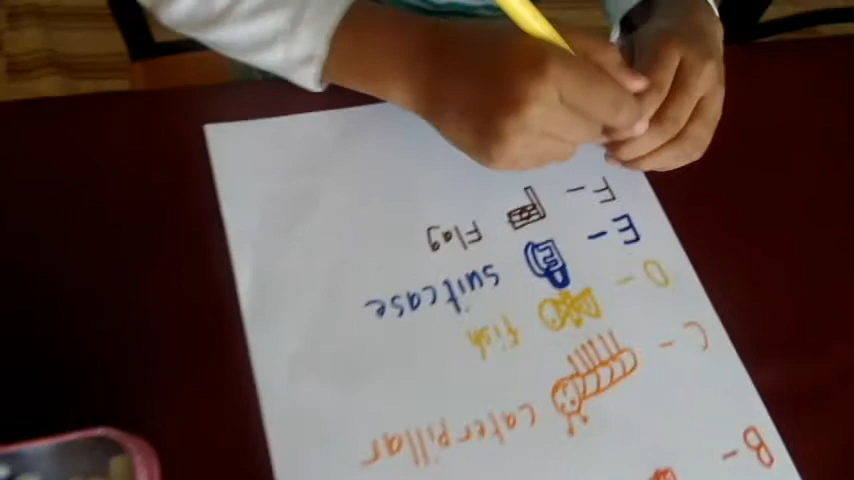 B -
C - caterpillar
D - fish
E - suitcase
F - Flag